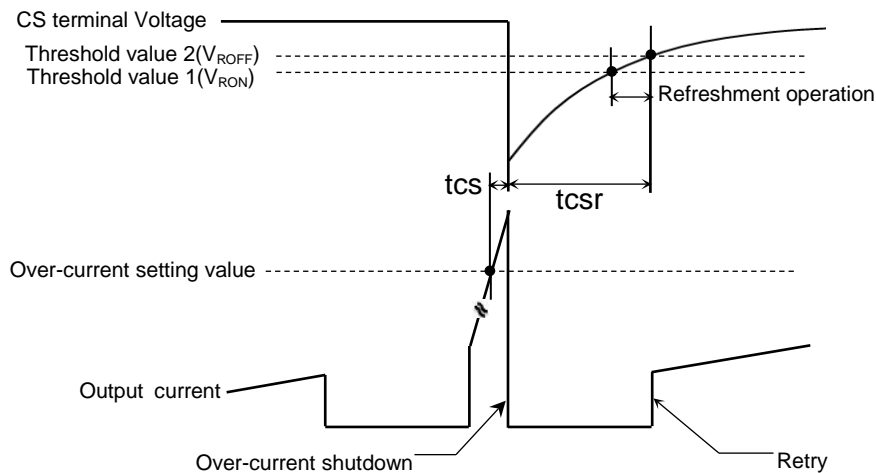 CS terminal Voltage
Threshold value 2(VROFF)
Threshold value 1(VRON)
Refreshment operation
tcs
tcsr
Over-current setting value
Output current
Over-current shutdown
Retry